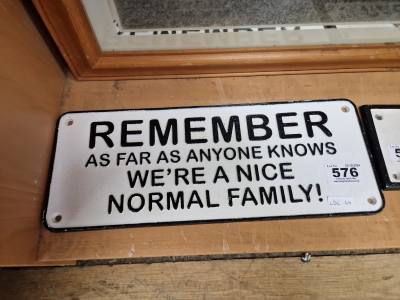 REMEMBER
AS FAR AS ANYONE KNOWS
WE'RE A NICE
NORMAL FAMILY!
576